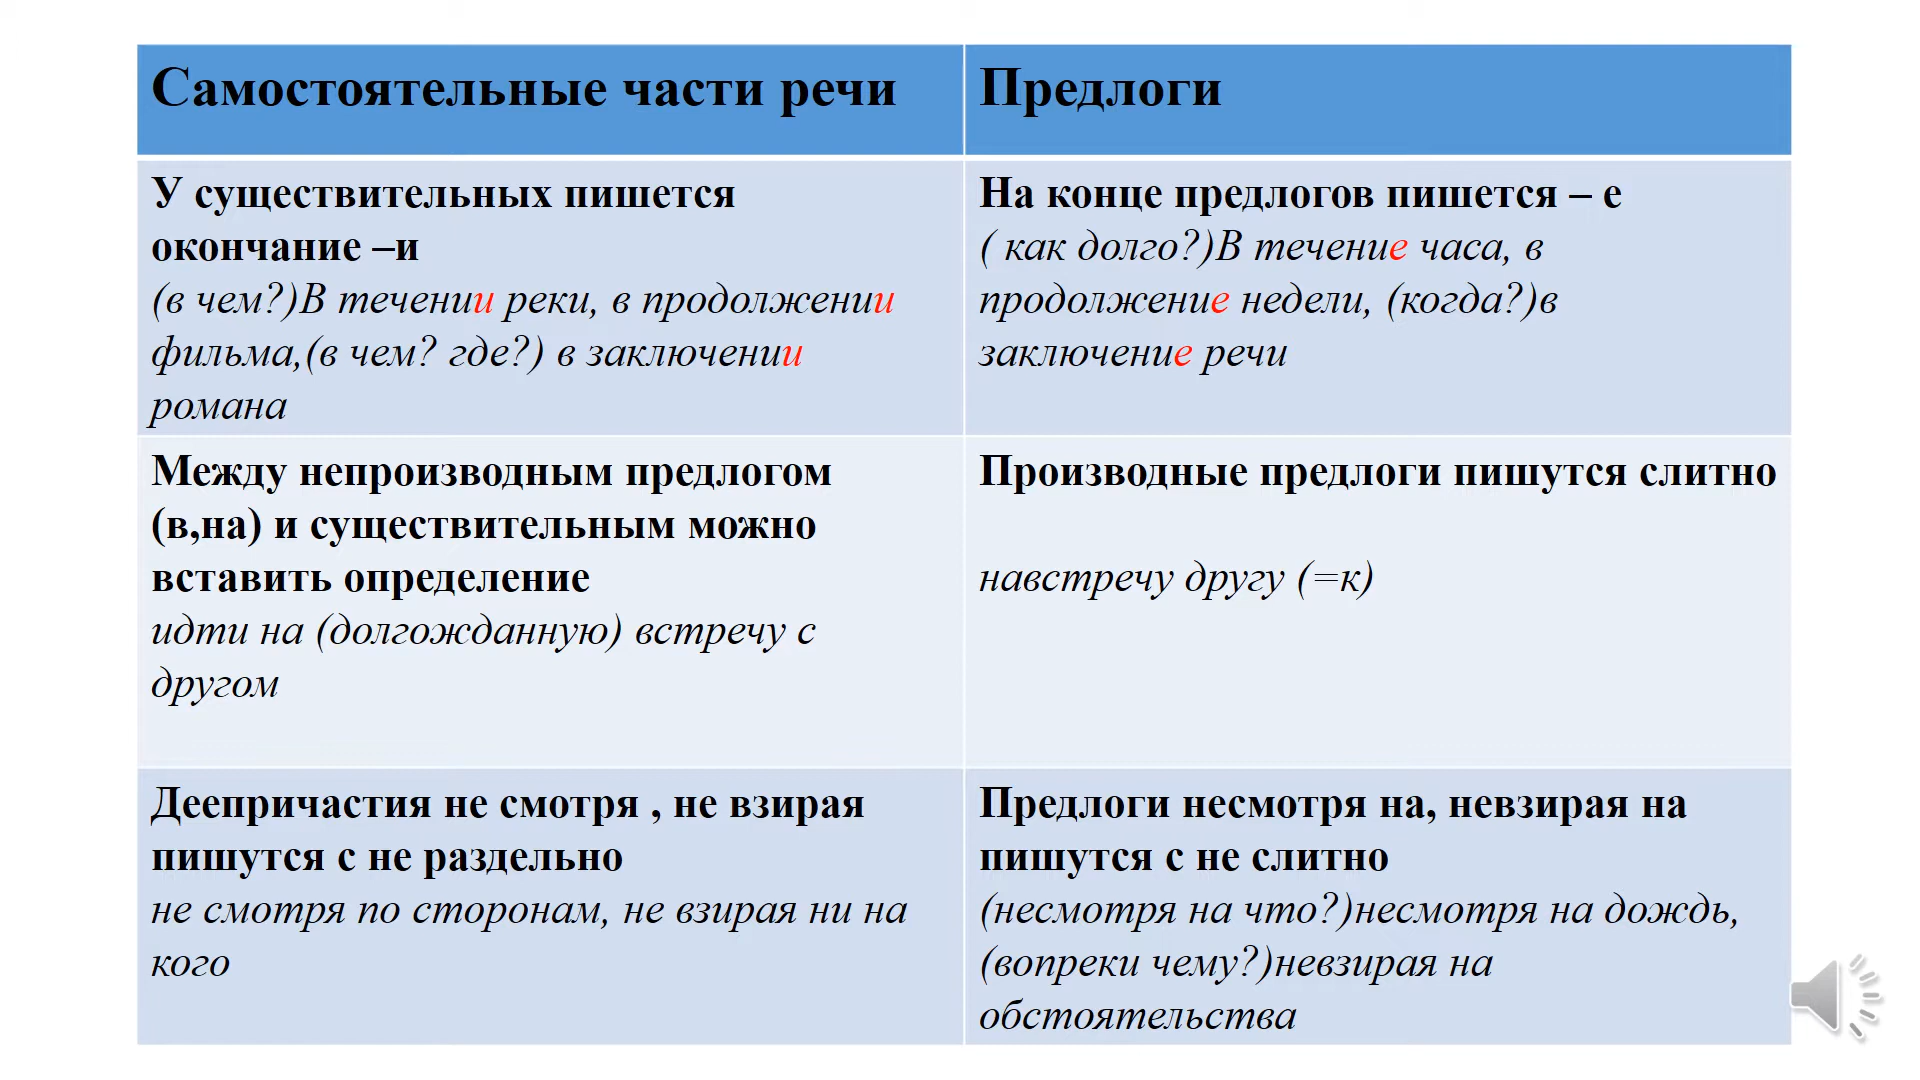 Самостоятельные части речи
Предлоги
У существительных пишется
окончание –и
(в чем?)В течении реки, в продолжении
фильма,(в чем? где?) в заключении
романа
На конце предлогов пишется – е
( как долго?)В течение часа, в
продолжение недели, (когда?)в
заключение речи
Между непроизводным предлогом
(в,на) и существительным можно
вставить определение
идти на (долгожданную) встречу с
другом
Производные предлоги пишутся слитно
навстречу другу (=к)
Деепричастия не смотря , не взирая
пишутся с не раздельно
не смотря по сторонам, не взирая ни на
кого
Предлоги несмотря на, невзирая на
пишутся с не слитно
(несмотря на что?)несмотря на дождь,
(вопреки чему?)невзирая на
обстоятельства